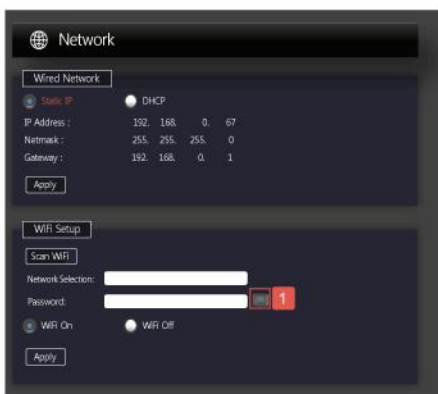 Network
Wired Network
Static IP DHCP
IP Address : 192. 168. 0. 67
Netmask : 255. 255. 255. 0
Gateway : 192. 168. 0. 1
Apply
WiFi Setup
Scan WiFi
Network Selection:
Password: 1
WiFi On WiFi Off
Apply